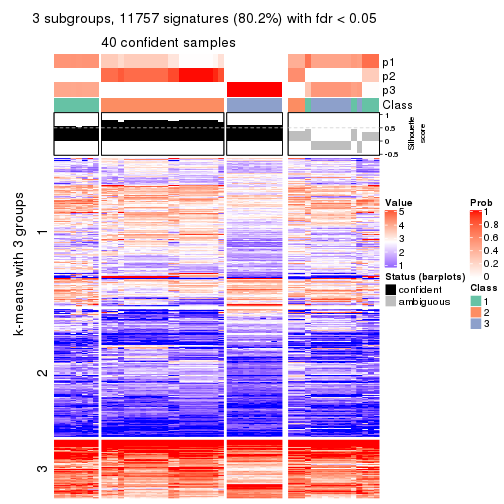 3 subgroups, 11757 signatures (80.2%) with fdr < 0.05
40 confident samples
p1
p2
p3
Class
1
0.5
0
-0.5
Silhouette
score
k-means with 3 groups
1
2
3
Value
5
4
3
2
1
Status (barplots)
confident
ambiguous
Prob
1
0.8
0.6
0.4
0.2
0
Class
1
2
3